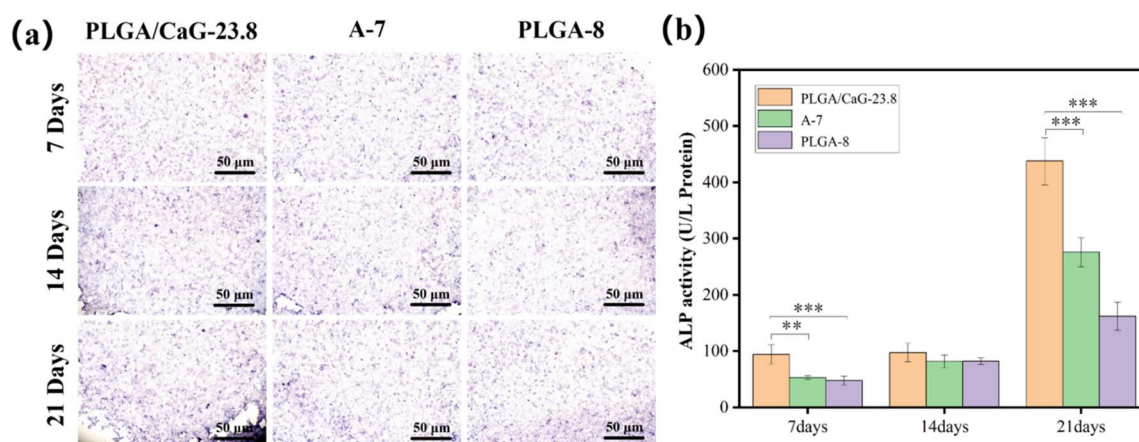 (a)
PLGA/CaG-23.8 A-7 PLGA-8
7 Days
50 μm 50 μm 50 μm
14 Days
50 μm 50 μm 50 μm
21 Days
50 μm 50 μm 50 μm
(b)
ALP activity (U/L Protein)
600
500
400
300
200
100
0
PLGA/CaG-23.8
A-7
PLGA-8
***
**
***
***
7days 14days 21days